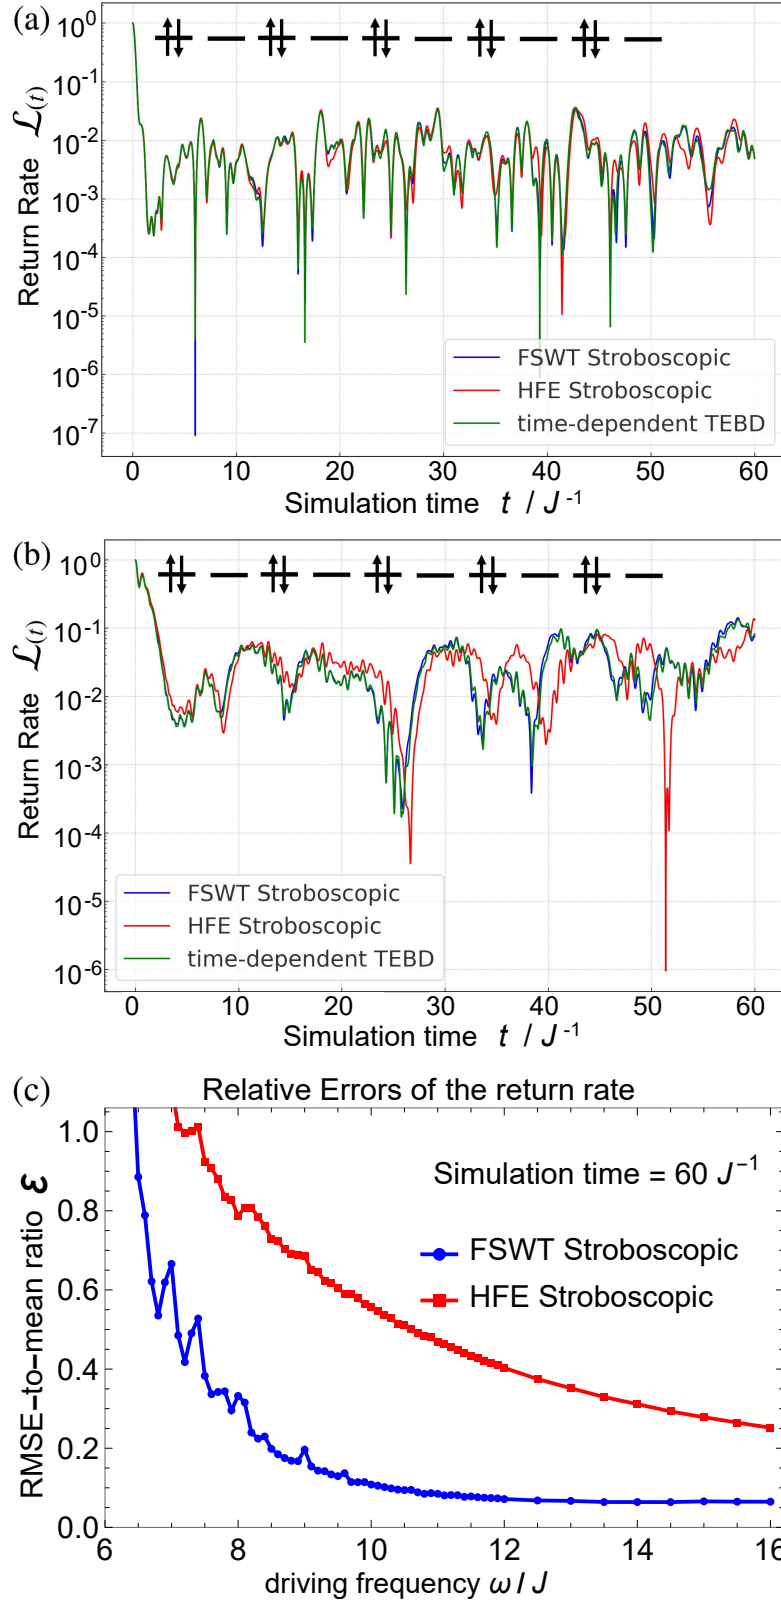 (a)
10^0
10^-1
10^-2
10^-3
10^-4
10^-5
10^-6
10^-7
Return Rate ℒ(t)
FSWT Stroboscopic
HFE Stroboscopic
time-dependent TEBD
0 10 20 30 40 50 60
Simulation time t / J^-1
(b)
10^0
10^-1
10^-2
10^-3
10^-4
10^-5
10^-6
Return Rate ℒ(t)
FSWT Stroboscopic
HFE Stroboscopic
time-dependent TEBD
0 10 20 30 40 50 60
Simulation time t / J^-1
(c) Relative Errors of the return rate
1.0
0.8
0.6
0.4
0.2
0.0
RMSE-to-mean ratio ε
Simulation time = 60 J^-1
FSWT Stroboscopic
HFE Stroboscopic
6 8 10 12 14 16
driving frequency ω/J